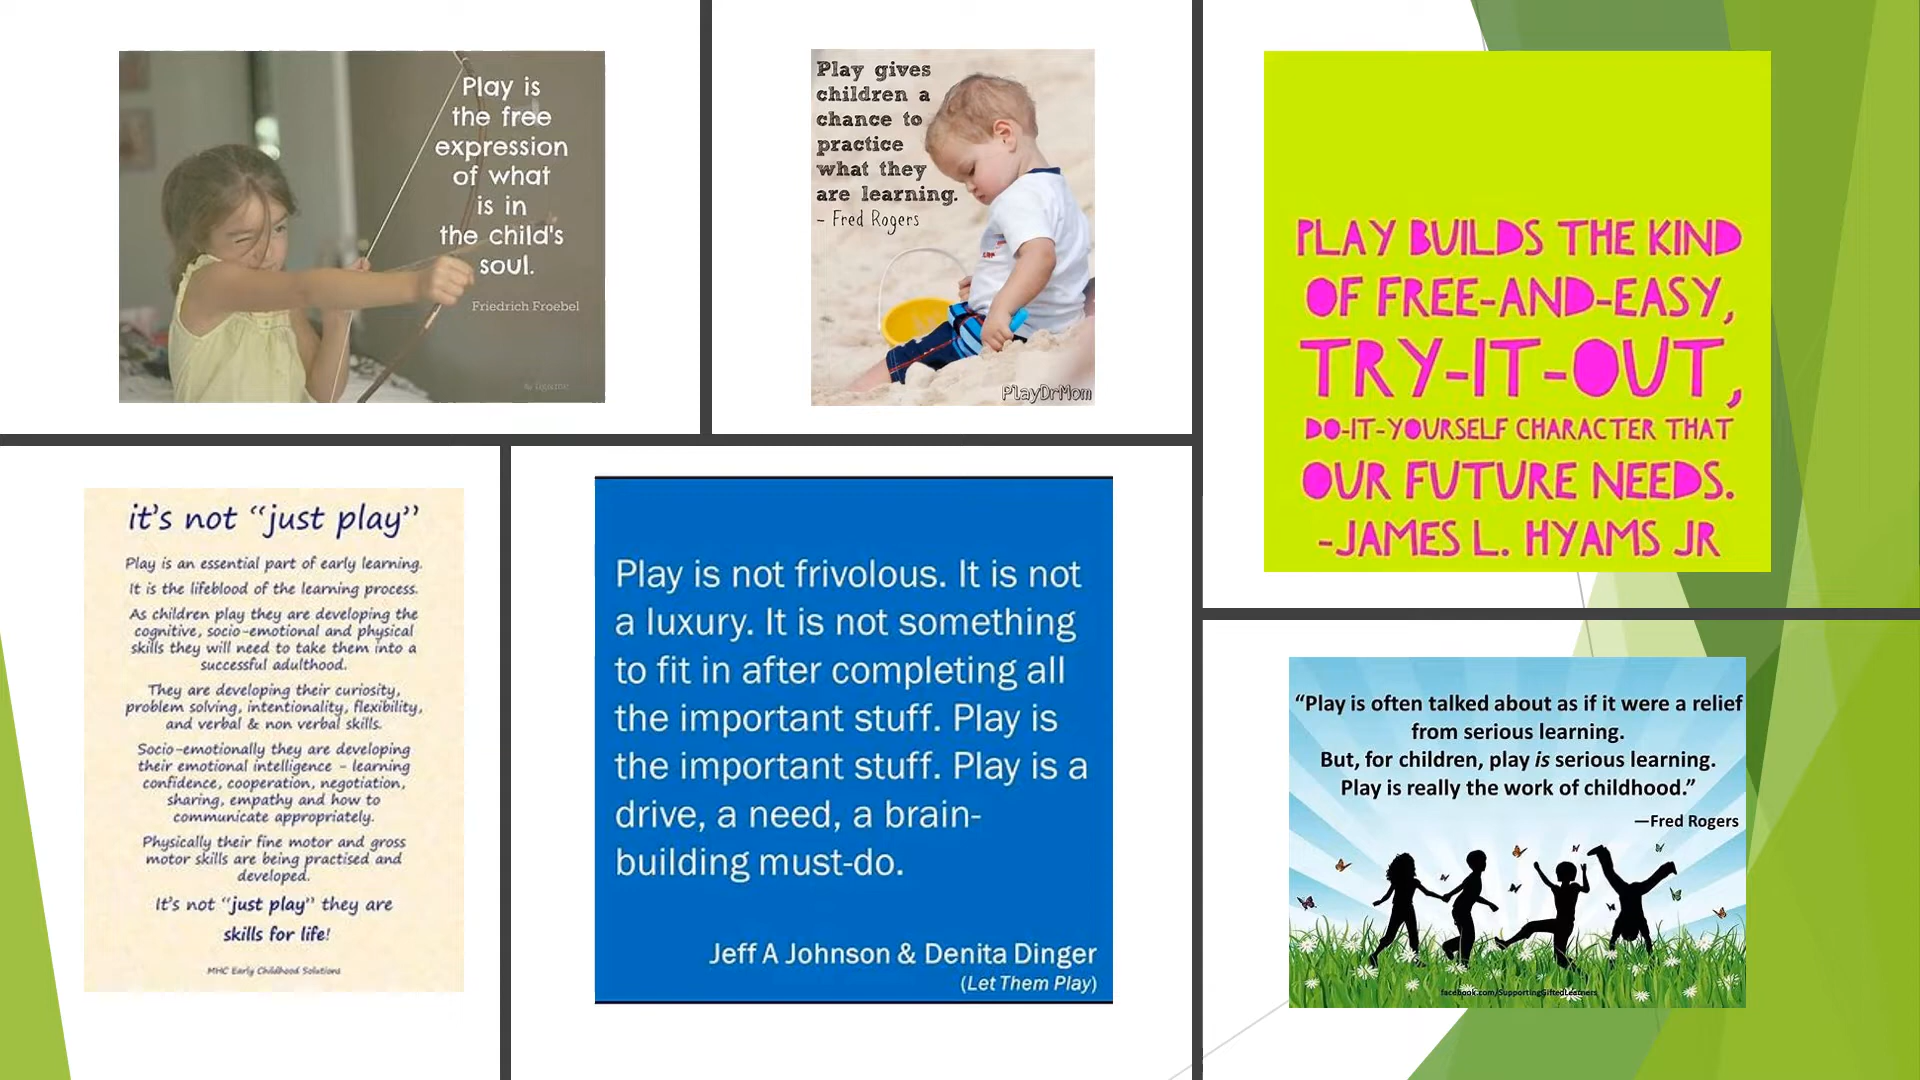 Play is
the free
expression
of what
is in
the child's
soul.
Friedrich Froebel
Play gives
children a
chance to
practice
what they
are learning.
- Fred Rogers
PlayDrMom
PLAY BUILDS THE KIND
OF FREE-AND-EASY,
TRY-IT-OUT,
DO-IT-YOURSELF CHARACTER THAT
OUR FUTURE NEEDS.
-JAMES L. HYAMS JR
it's not “just play”
Play is an essential part of early learning.
It is the lifeblood of the learning process.
As children play they are developing the
cognitive, socio-emotional and physical
skills they will need to take them into a
successful adulthood.
They are developing their curiosity,
problem solving, intentionality, flexibility,
and verbal & non verbal skills.
Socio-emotionally they are developing
their emotional intelligence - learning
confidence, cooperation, negotiation,
sharing, empathy and how to
communicate appropriately.
Physically their fine motor and gross
motor skills are being practised and
developed.
It's not “just play” they are
skills for life!
MHC Early Childhood Solutions
Play is not frivolous. It is not
a luxury. It is not something
to fit in after completing all
the important stuff. Play is
the important stuff. Play is a
drive, a need, a brain-
building must-do.
Jeff A Johnson & Denita Dinger
(Let Them Play)
“Play is often talked about as if it were a relief
from serious learning.
But, for children, play is serious learning.
Play is really the work of childhood.”
—Fred Rogers
facebook.com/SupportingGiftedLearners